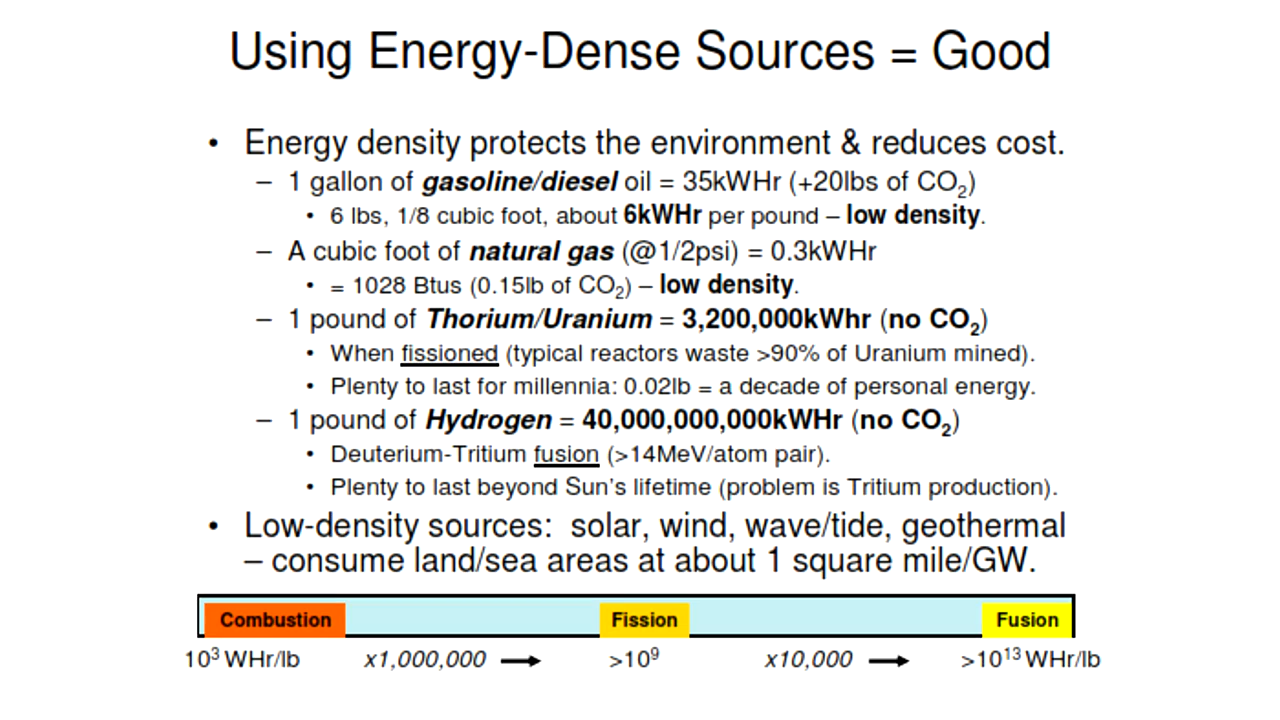 Using Energy-Dense Sources = Good
• Energy density protects the environment & reduces cost.
– 1 gallon of gasoline/diesel oil = 35kWHr (+20lbs of CO₂)
• 6 lbs, 1/8 cubic foot, about 6kWHr per pound – low density.
– A cubic foot of natural gas (@1/2psi) = 0.3kWHr
• = 1028 Btus (0.15lb of CO₂) – low density.
– 1 pound of Thorium/Uranium = 3,200,000kWhr (no CO₂)
• When fissioned (typical reactors waste >90% of Uranium mined).
• Plenty to last for millennia: 0.02lb = a decade of personal energy.
– 1 pound of Hydrogen = 40,000,000,000kWHr (no CO₂)
• Deuterium-Tritium fusion (>14MeV/atom pair).
• Plenty to last beyond Sun's lifetime (problem is Tritium production).
• Low-density sources: solar, wind, wave/tide, geothermal
– consume land/sea areas at about 1 square mile/GW.
Combustion Fission Fusion
10³ WHr/lb x1,000,000 → >10⁹ x10,000 → >10¹³ WHr/lb